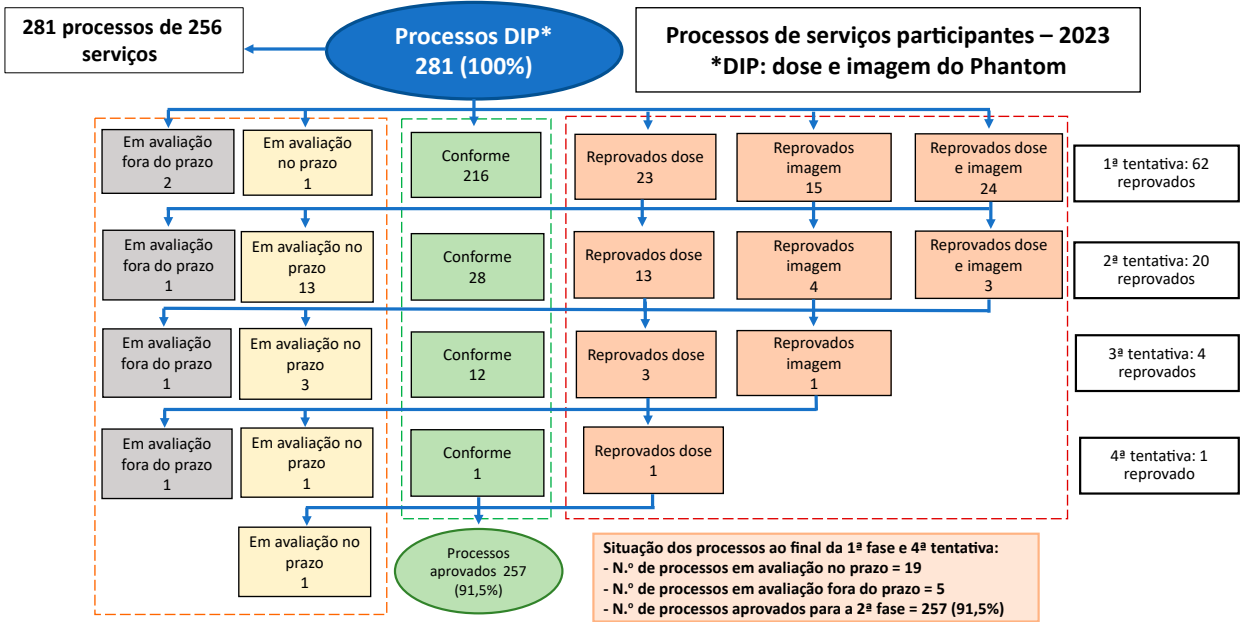 281 processos de 256
serviços
Processos DIP*
281 (100%)
Processos de serviços participantes – 2023
*DIP: dose e imagem do Phantom
Em avaliação
fora do prazo
2
Em avaliação
no prazo
1
Conforme
216
Reprovados dose
23
Reprovados
imagem
15
Reprovados dose
e imagem
24
1ª tentativa: 62
reprovados
Em avaliação
fora do prazo
1
Em avaliação no
prazo
13
Conforme
28
Reprovados dose
13
Reprovados
imagem
4
Reprovados dose
e imagem
3
2ª tentativa: 20
reprovados
Em avaliação
fora do prazo
1
Em avaliação no
prazo
3
Conforme
12
Reprovados dose
3
Reprovados
imagem
1
3ª tentativa: 4
reprovados
Em avaliação
fora do prazo
1
Em avaliação no
prazo
1
Conforme
1
Reprovados dose
1
4ª tentativa: 1
reprovado
Em avaliação no
prazo
1
Processos
aprovados 257
(91,5%)
Situação dos processos ao final da 1ª fase e 4ª tentativa:
- N.º de processos em avaliação no prazo = 19
- N.º de processos em avaliação fora do prazo = 5
- N.º de processos aprovados para a 2ª fase = 257 (91,5%)